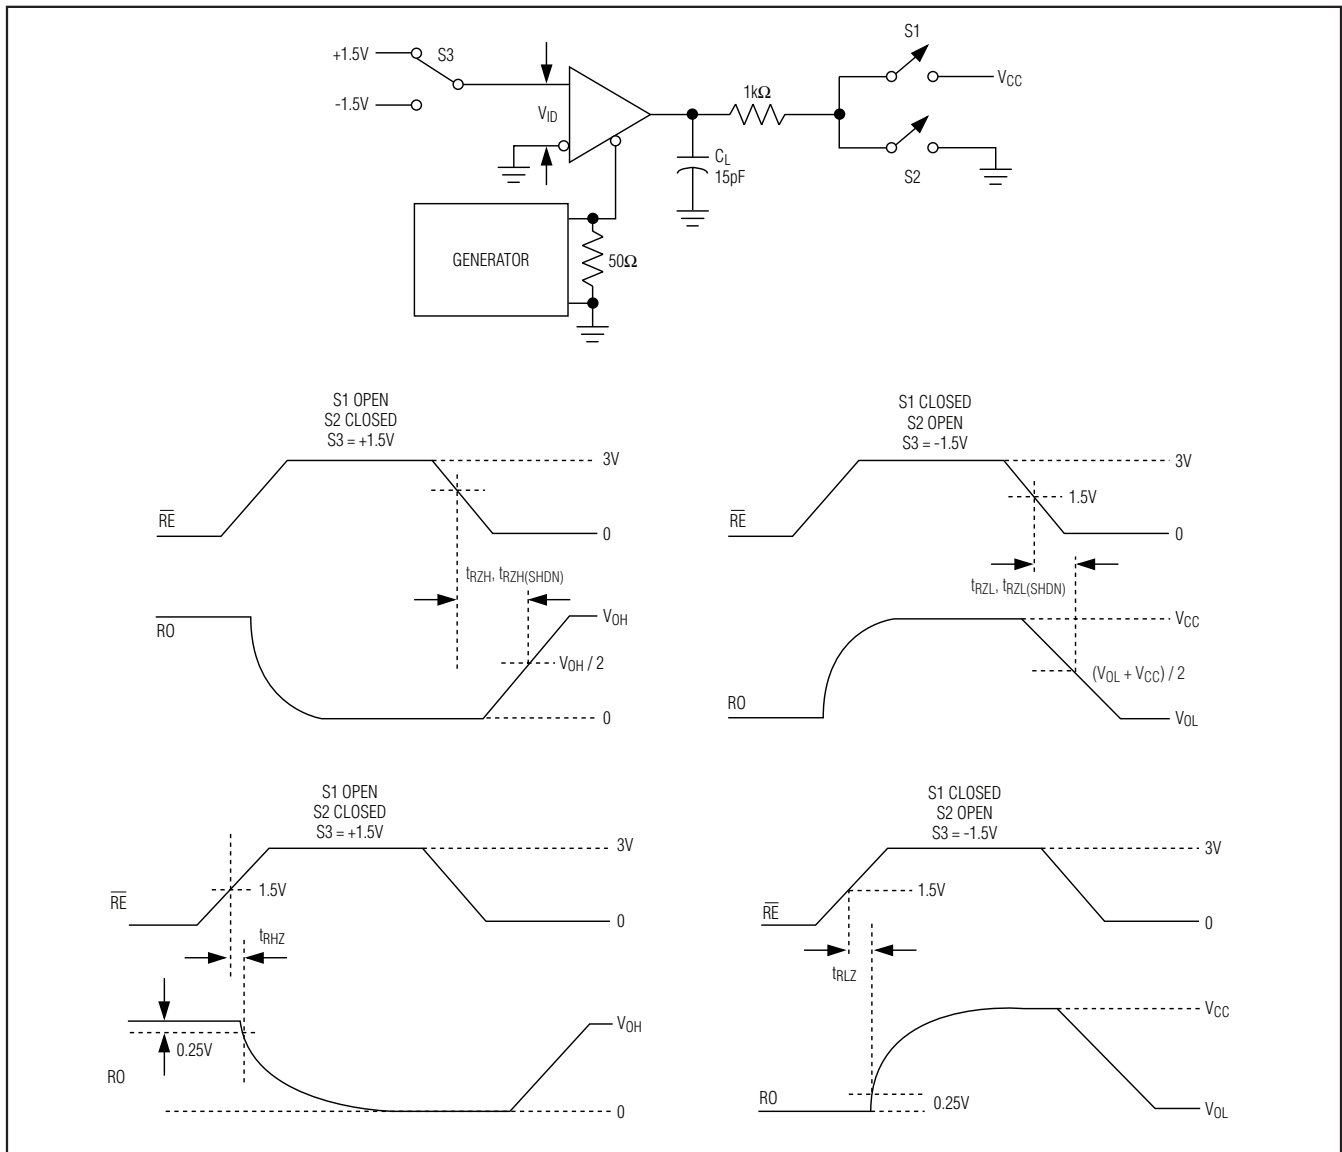 +1.5V
S3
-1.5V
V_ID
1kΩ
S1
V_CC
S2
C_L
15pF
GENERATOR
50Ω
S1 OPEN
S2 CLOSED
S3 = +1.5V
3V
R̅E̅
0
t_RZH, t_RZH(SHDN)
RO
V_OH
V_OH / 2
0
S1 CLOSED
S2 OPEN
S3 = -1.5V
3V
1.5V
R̅E̅
0
t_RZL, t_RZL(SHDN)
V_CC
(V_OL + V_CC) / 2
RO
V_OL
S1 OPEN
S2 CLOSED
S3 = +1.5V
3V
1.5V
R̅E̅
0
t_RHZ
V_OH
0.25V
RO
0
S1 CLOSED
S2 OPEN
S3 = -1.5V
3V
1.5V
R̅E̅
0
t_RLZ
V_CC
RO
0.25V
V_OL